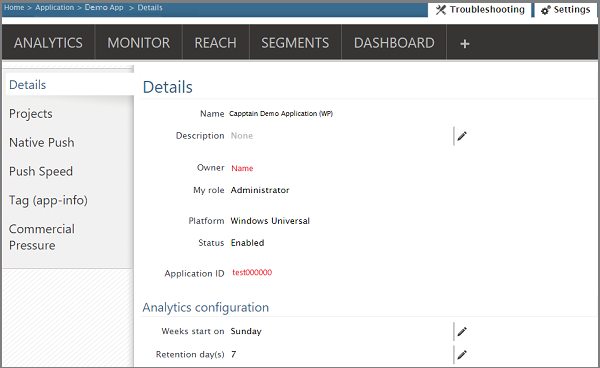 Home > Application > Demo App > Details
Troubleshooting Settings
ANALYTICS MONITOR REACH SEGMENTS DASHBOARD +
Details
Projects
Native Push
Push Speed
Tag (app-info)
Commercial
Pressure
Details
Name Capptain Demo Application (WP)
Description None
Owner Name
My role Administrator
Platform Windows Universal
Status Enabled
Application ID test000000
Analytics configuration
Weeks start on Sunday
Retention day(s) 7